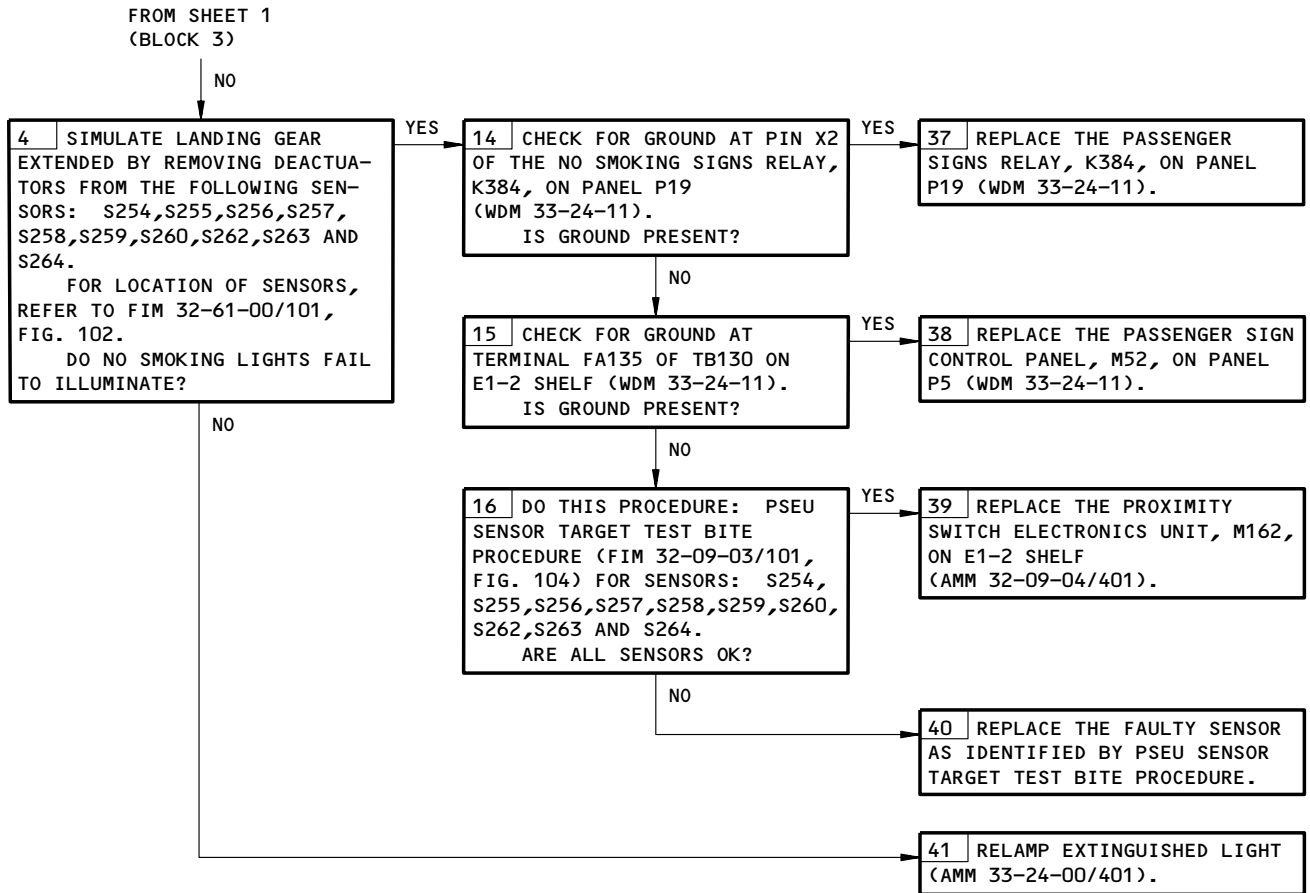 FROM SHEET 1
(BLOCK 3)
NO
4 SIMULATE LANDING GEAR
EXTENDED BY REMOVING DEACTUA-
TORS FROM THE FOLLOWING SEN-
SORS: S254,S255,S256,S257,
S258,S259,S260,S262,S263 AND
S264.
FOR LOCATION OF SENSORS,
REFER TO FIM 32-61-00/101,
FIG. 102.
DO NO SMOKING LIGHTS FAIL
TO ILLUMINATE?
YES
NO
14 CHECK FOR GROUND AT PIN X2
OF THE NO SMOKING SIGNS RELAY,
K384, ON PANEL P19
(WDM 33-24-11).
IS GROUND PRESENT?
YES
NO
37 REPLACE THE PASSENGER
SIGNS RELAY, K384, ON PANEL
P19 (WDM 33-24-11).
15 CHECK FOR GROUND AT
TERMINAL FA135 OF TB130 ON
E1-2 SHELF (WDM 33-24-11).
IS GROUND PRESENT?
YES
NO
38 REPLACE THE PASSENGER SIGN
CONTROL PANEL, M52, ON PANEL
P5 (WDM 33-24-11).
16 DO THIS PROCEDURE: PSEU
SENSOR TARGET TEST BITE
PROCEDURE (FIM 32-09-03/101,
FIG. 104) FOR SENSORS: S254,
S255,S256,S257,S258,S259,S260,
S262,S263 AND S264.
ARE ALL SENSORS OK?
YES
NO
39 REPLACE THE PROXIMITY
SWITCH ELECTRONICS UNIT, M162,
ON E1-2 SHELF
(AMM 32-09-04/401).
40 REPLACE THE FAULTY SENSOR
AS IDENTIFIED BY PSEU SENSOR
TARGET TEST BITE PROCEDURE.
41 RELAMP EXTINGUISHED LIGHT
(AMM 33-24-00/401).